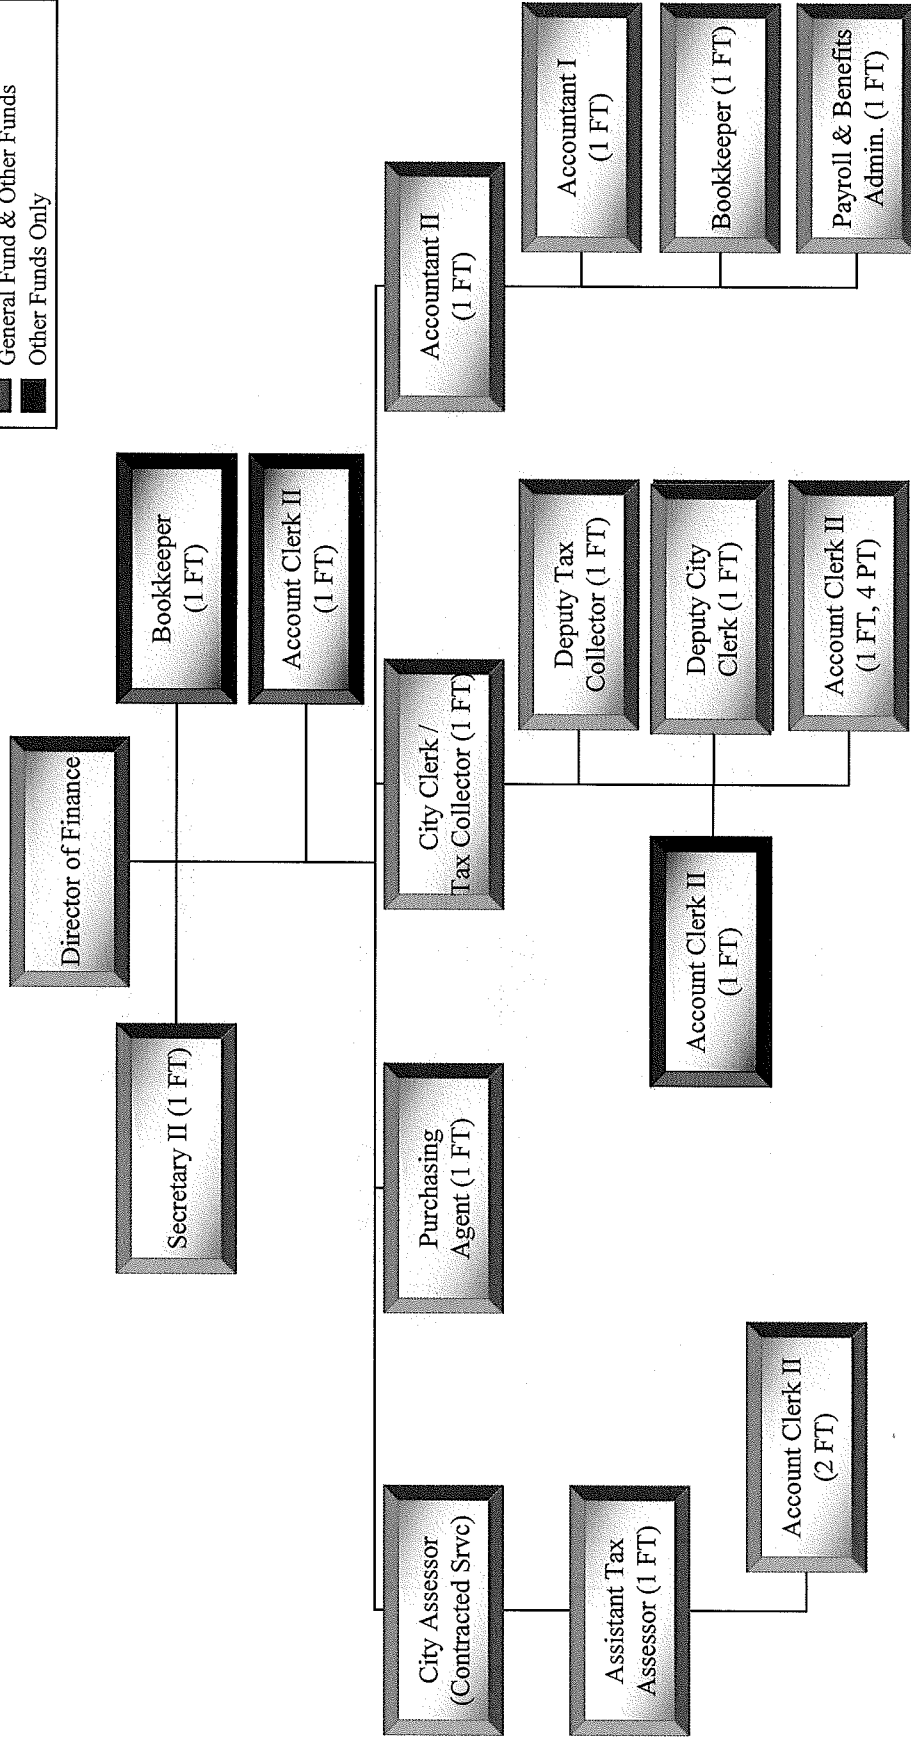 General Fund & Other Funds
Other Funds Only
Director of Finance
Secretary II (1 FT)
Bookkeeper
(1 FT)
Account Clerk II
(1 FT)
City Assessor
(Contracted Srvc)
Purchasing
Agent (1 FT)
City Clerk /
Tax Collector (1 FT)
Accountant II
(1 FT)
Assistant Tax
Assessor (1 FT)
Account Clerk II
(2 FT)
Deputy Tax
Collector (1 FT)
Deputy City
Clerk (1 FT)
Account Clerk II
(1 FT)
Account Clerk II
(1 FT, 4 PT)
Accountant I
(1 FT)
Bookkeeper (1 FT)
Payroll & Benefits
Admin. (1 FT)